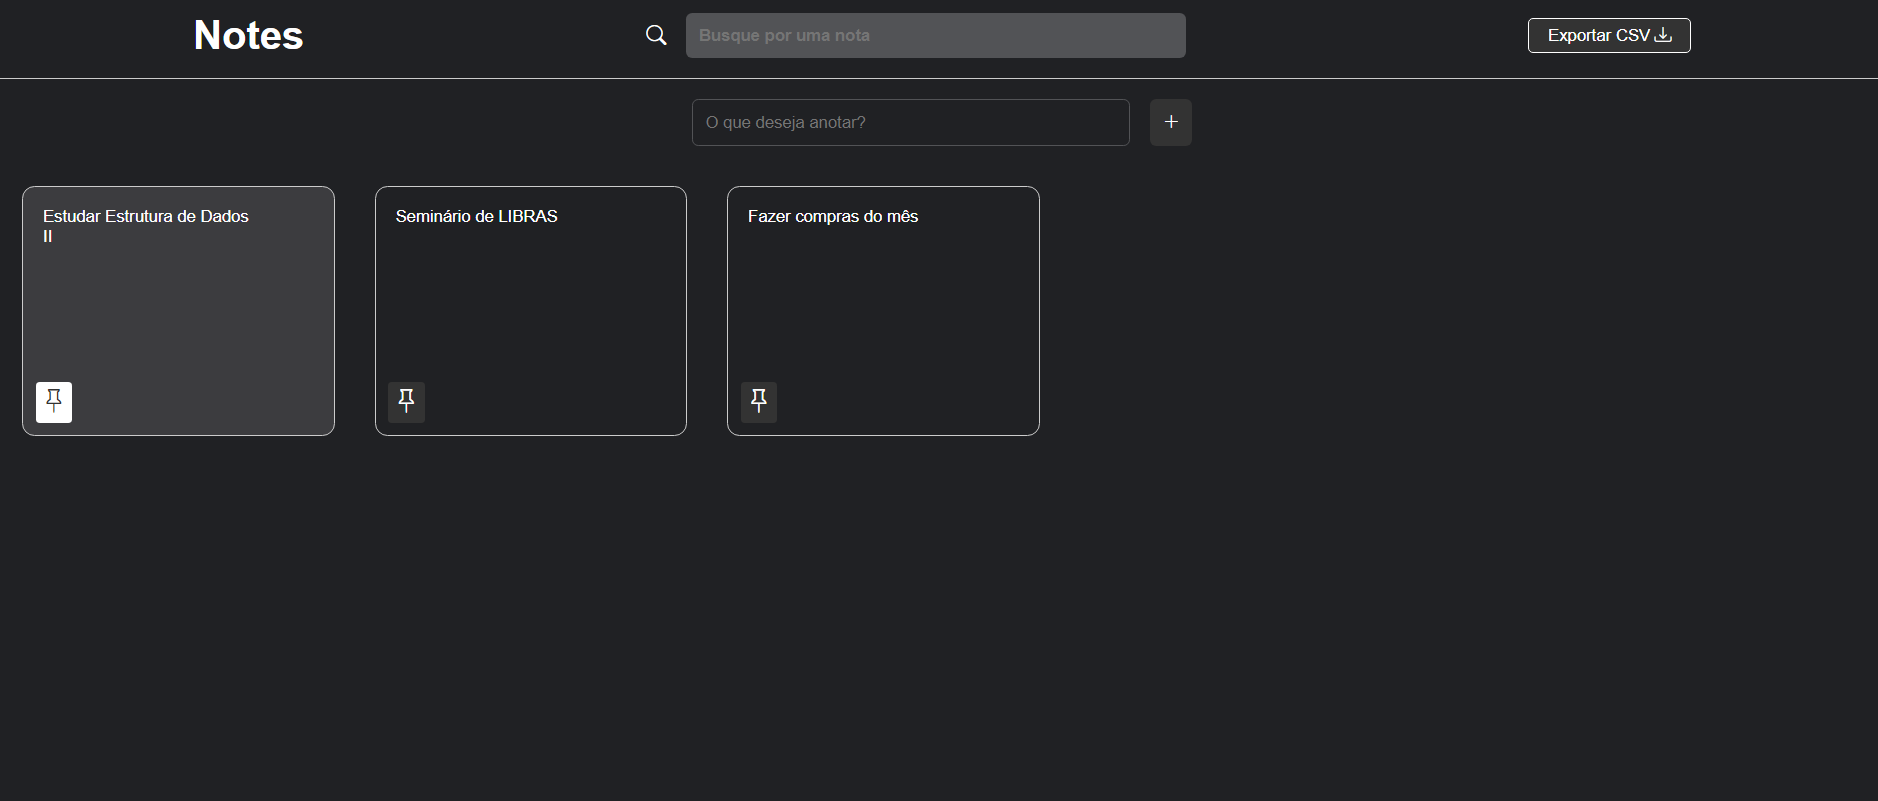 Notes
Busque por uma nota
Exportar CSV
O que deseja anotar?
+
Estudar Estrutura de Dados
II
Seminário de LIBRAS
Fazer compras do mês